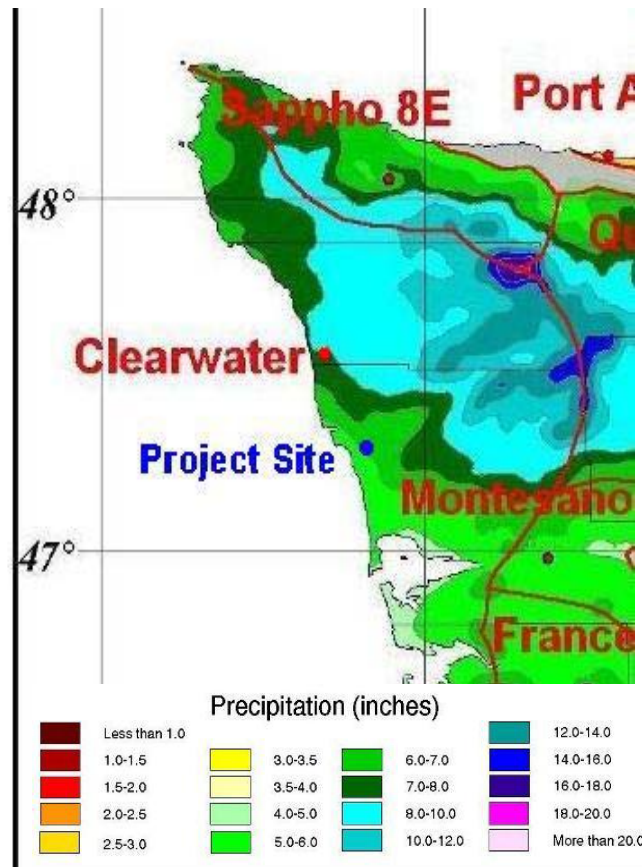 Sappho 8E
Port A
48°
Qu
Clearwater
Project Site
Montesano
47°
France
Precipitation (inches)
Less than 1.0
1.0-1.5
1.5-2.0
2.0-2.5
2.5-3.0
3.0-3.5
3.5-4.0
4.0-5.0
5.0-6.0
6.0-7.0
7.0-8.0
8.0-10.0
10.0-12.0
12.0-14.0
14.0-16.0
16.0-18.0
18.0-20.0
More than 20.0